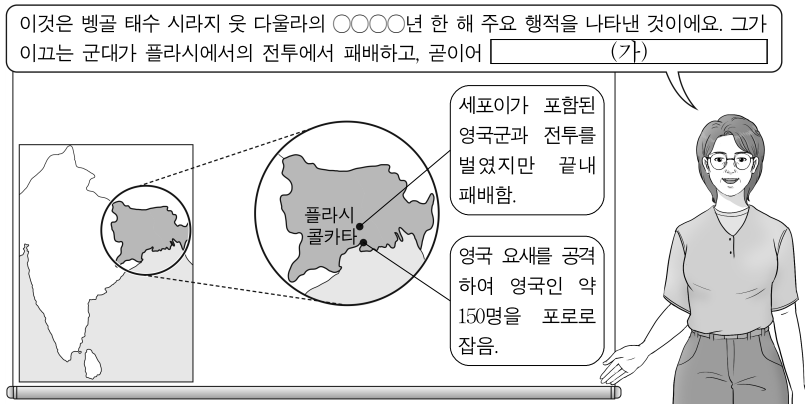 이것은 벵골 태수 시라지 웃 다울라의 ○○○○년 한 해 주요 행적을 나타낸 것이에요. 그가
이끄는 군대가 플라시에서의 전투에서 패배하고, 곧이어 (가)
세포이가 포함된
영국군과 전투를
벌였지만 끝내
패배함.
플라시
콜카타
영국 요새를 공격
하여 영국인 약
150명을 포로로
잡음.